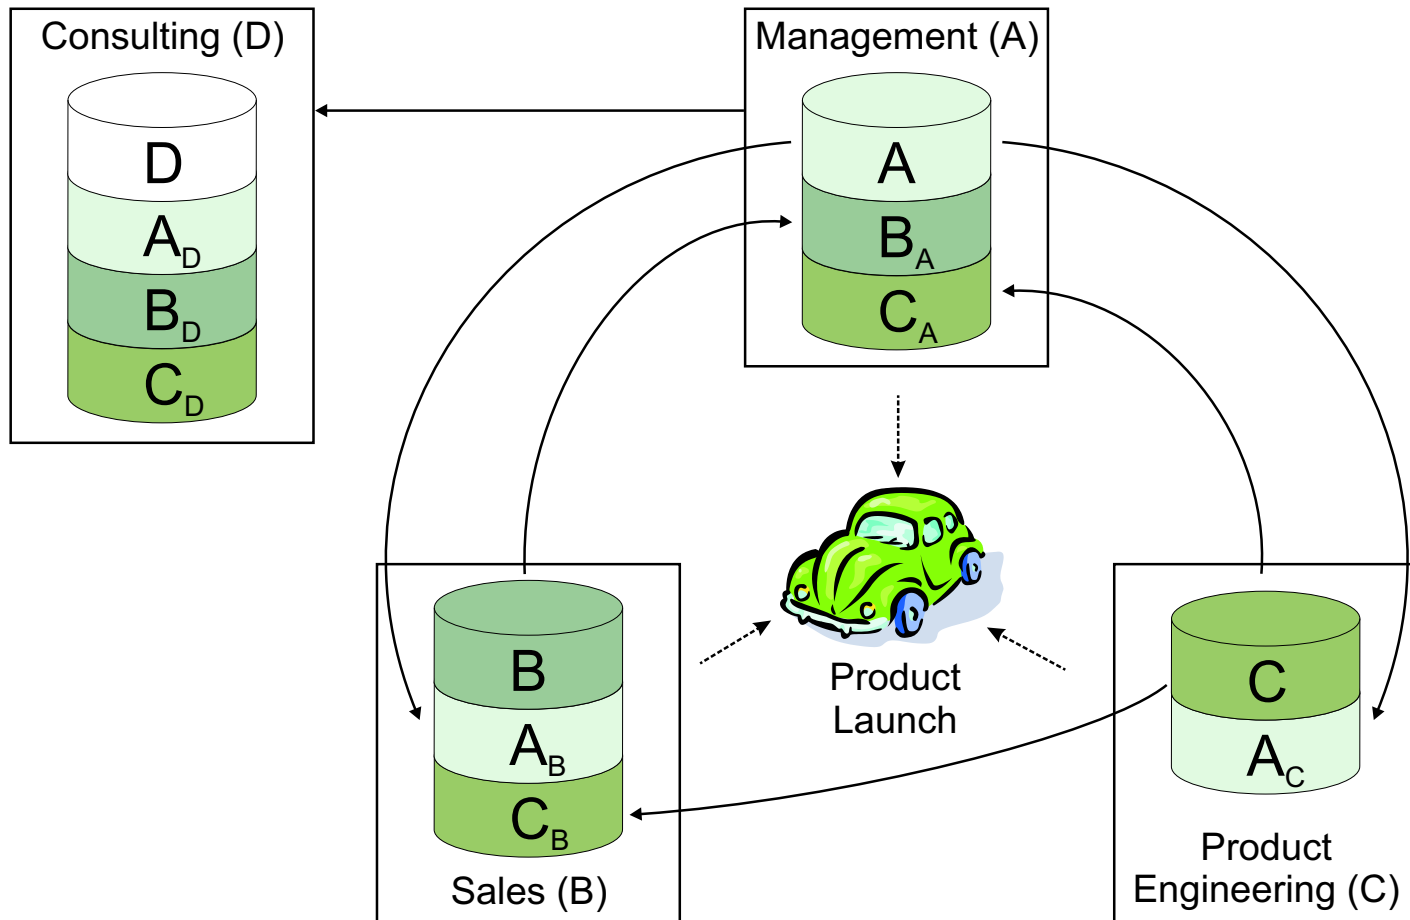 Consulting (D)
D
A_D
B_D
C_D
Management (A)
A
B_A
C_A
Product
Launch
B
A_B
C_B
Sales (B)
C
A_C
Product
Engineering (C)